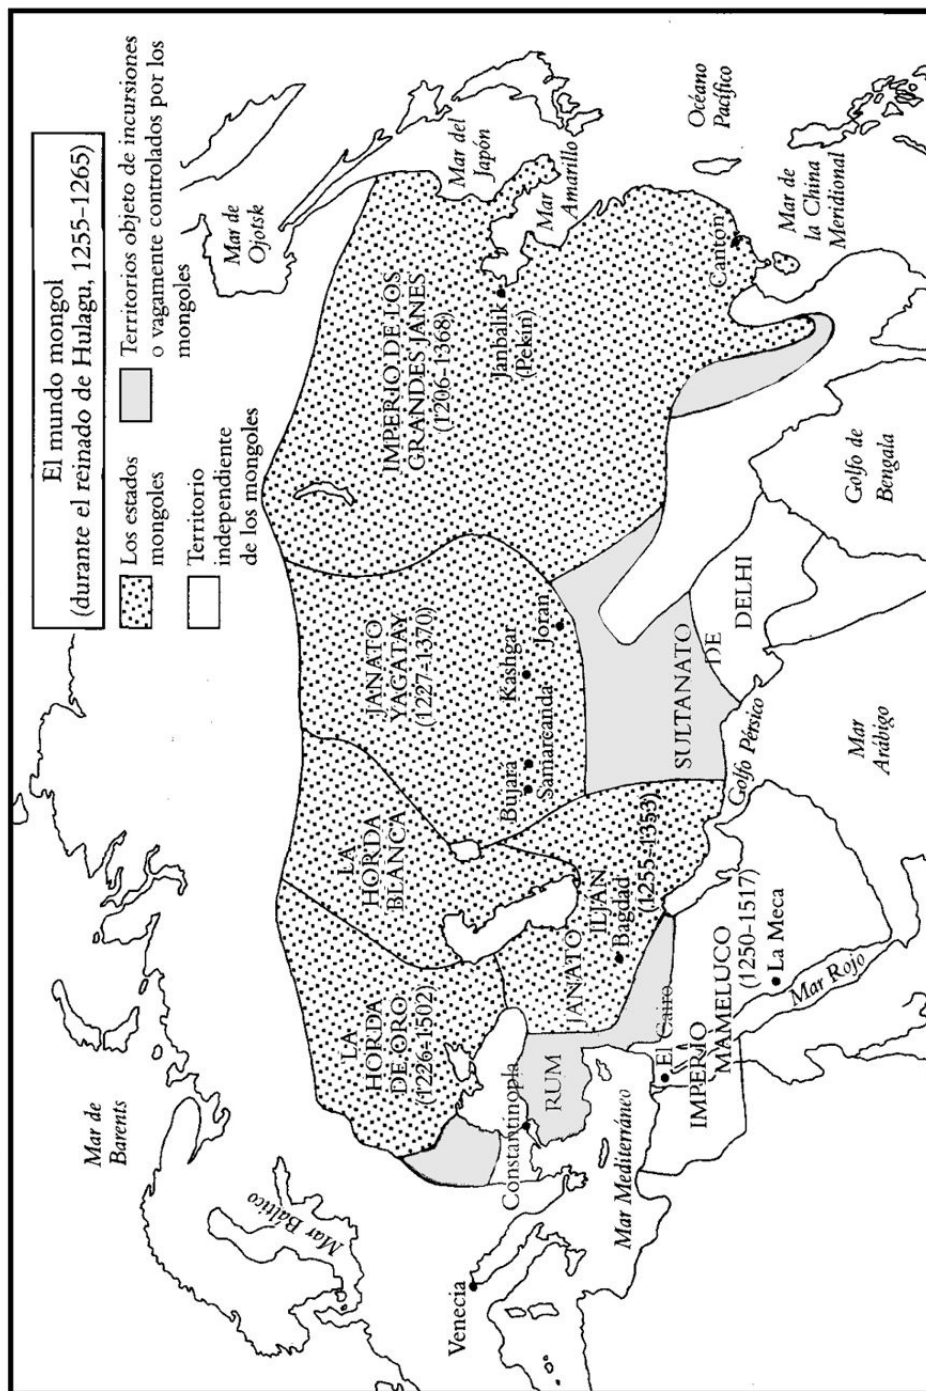 El mundo mongol
(durante el reinado de Hulagu, 1255-1265)
Los estados
mongoles
Territorio
independiente
de los mongoles
Territorios objeto de incursiones
o vagamente controlados por los
mongoles
Mar de
Barents
Mar Báltico
Venecia
Mar de
Ojotsk
Mar del
Japón
Mar
Amarillo
Océano
Pacífico
Mar de
la China
Meridional
LA
HORDA
DE ORO
(1226-1502)
LA
HORDA
BLANCA
JANATO
YAGATAY
(1227-1370)
IMPERIO DE LOS
GRANDES JANES
(1206-1368)
Janbalik
(Pekín)
Cantón
Bujara
Samarcanda
Kashgar
Joran
Constantinopla
RUM
JANATO
ILJÁN
Bagdad
(1255-1353)
Mar Mediterráneo
El Cairo
IMPERIO
MAMELUCO
(1250-1517)
La Meca
Mar Rojo
Golfo Pérsico
Mar
Arábigo
SULTANATO
DE
DELHI
Golfo de
Bengala